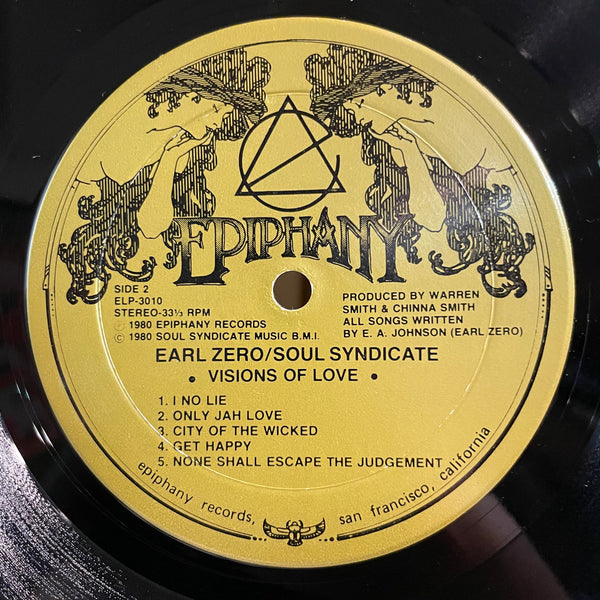 EPIPHANY
SIDE 2
ELP-3010
STEREO-33⅓ RPM
℗ 1980 EPIPHANY RECORDS
© 1980 SOUL SYNDICATE MUSIC B.M.I.
PRODUCED BY WARREN
SMITH & CHINNA SMITH
ALL SONGS WRITTEN
BY E. A. JOHNSON (EARL ZERO)
EARL ZERO/SOUL SYNDICATE
• VISIONS OF LOVE •
1. I NO LIE
2. ONLY JAH LOVE
3. CITY OF THE WICKED
4. GET HAPPY
5. NONE SHALL ESCAPE THE JUDGEMENT
epiphany records, san francisco, california